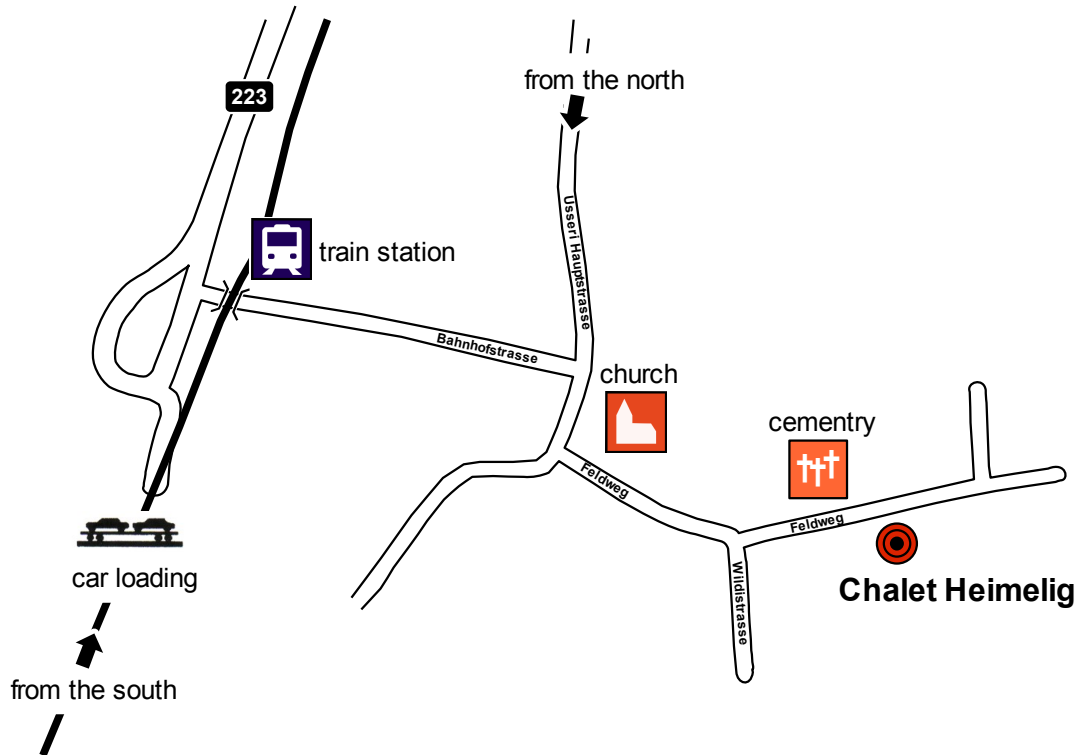 from the north
223
Usseri Hauptstrasse
train station
Bahnhofstrasse
church
cementry
Feldweg
Feldweg
Wildistrasse
car loading
Chalet Heimelig
from the south